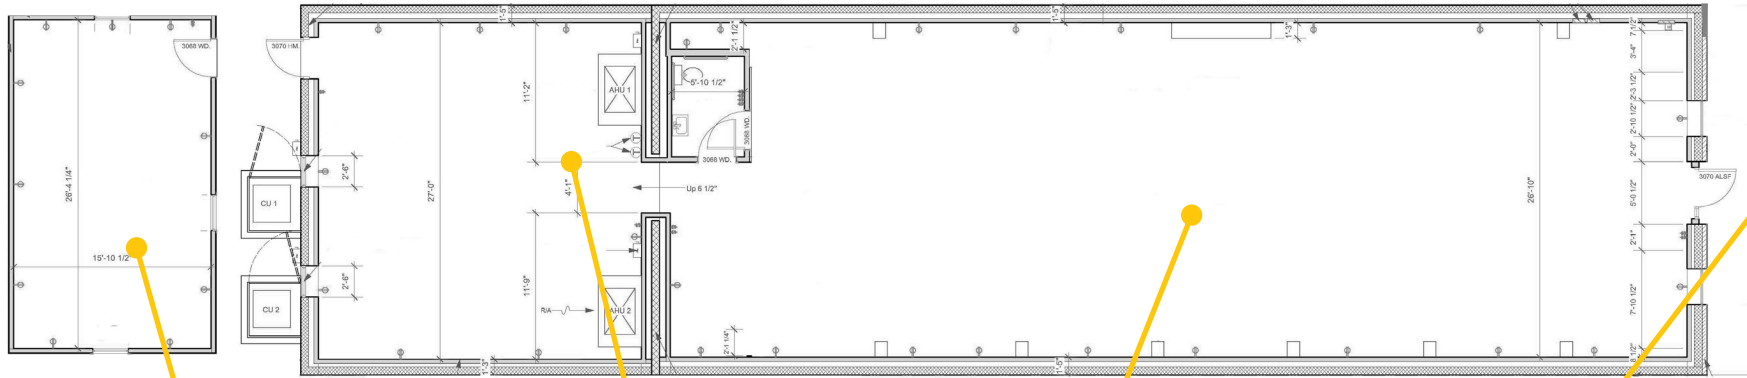 3068 WD.
26'-4 1/4"
15'-10 1/2"
3070 HM.
CU 1
CU 2
2'-6"
2'-6"
27'-0"
1'-5"
11'-2"
4'-1"
11'-9"
1'-3"
AHU 1
R/A
AHU 2
Up 6 1/2"
5'-10 1/2"
2'-1 1/2"
3068 WD.
3068 WD.
2'-1 1/4"
1'-5"
1'-5"
1'-3"
26'-10"
7 1/2"
3'-4"
2'-3 1/2"
2'-10 1/2"
2'-0"
5'-0 1/2"
2'-1"
7'-10 1/2"
8 1/2"
3070 ALSF